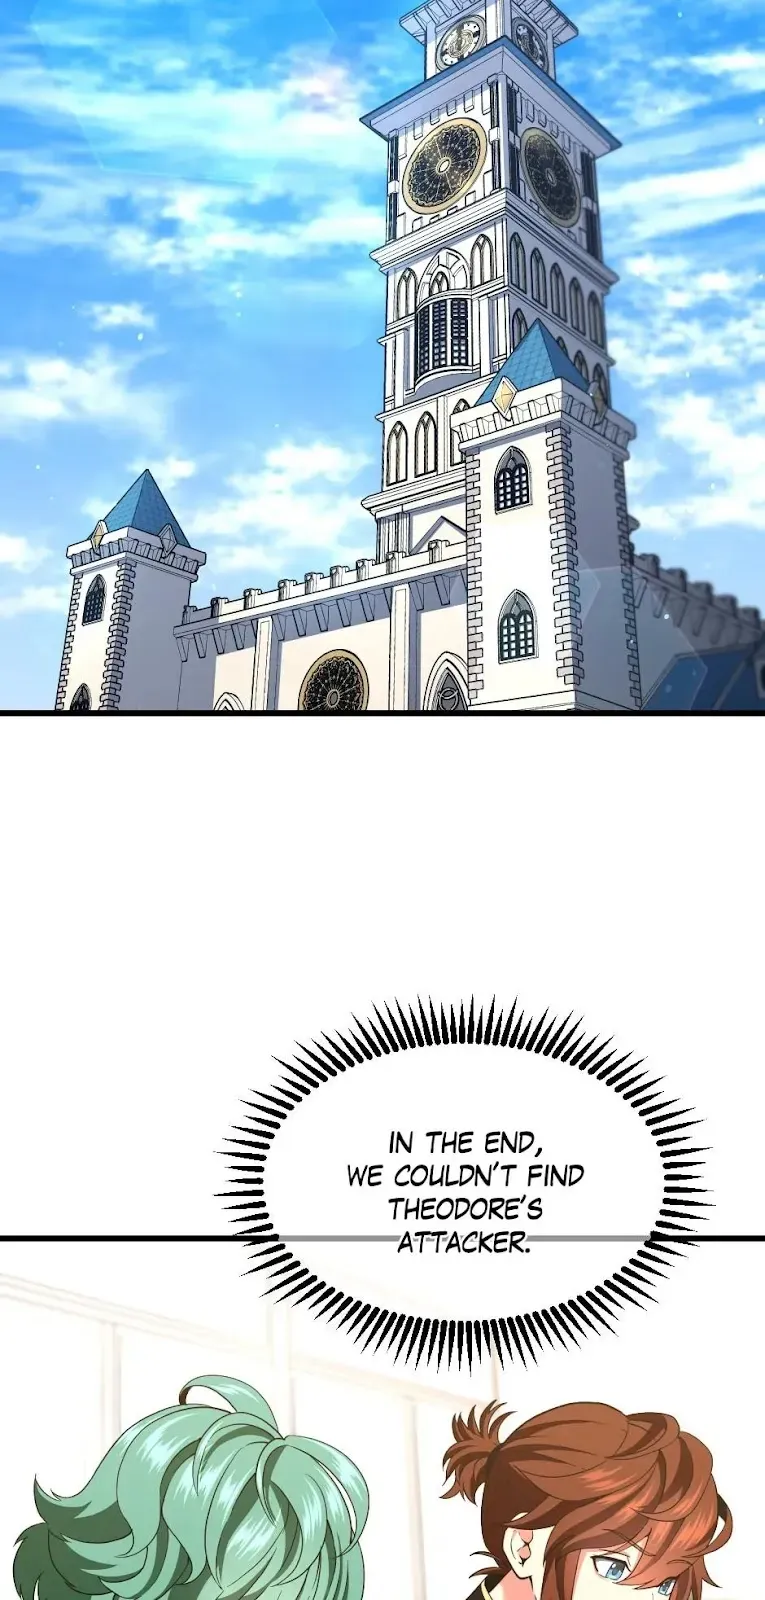 IN THE END,
WE COULDN'T FIND
THEODORE'S
ATTACKER.